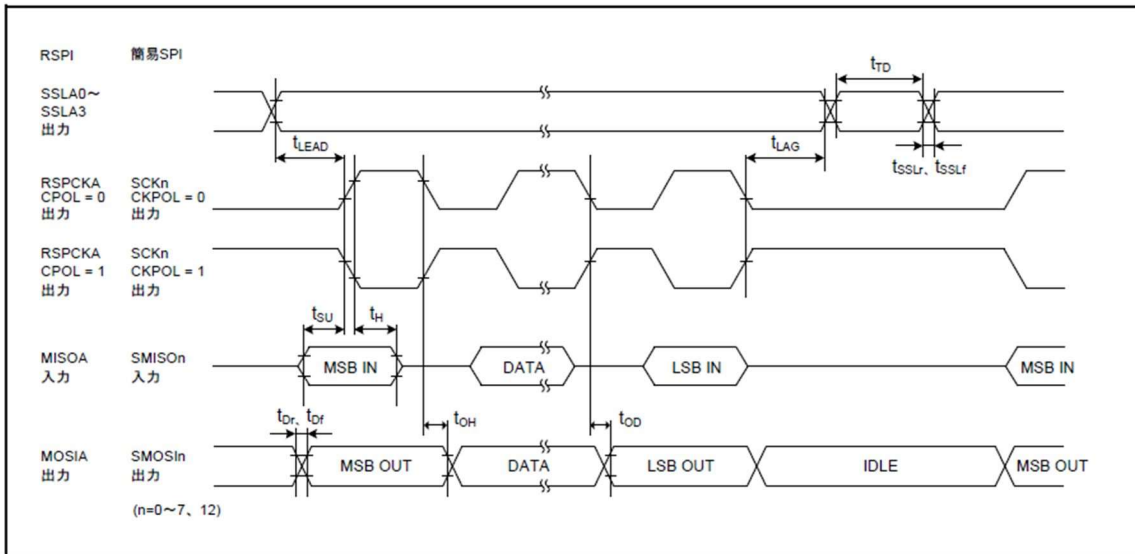 RSPI 簡易SPI
SSLA0～
SSLA3
出力
tTD
tLEAD
tLAG
tSSLr、tSSLf
RSPCKA SCKn
CPOL = 0 CKPOL = 0
出力 出力
RSPCKA SCKn
CPOL = 1 CKPOL = 1
出力 出力
tSU tH
MISOA SMISOn
入力 入力
MSB IN DATA LSB IN MSB IN
tDr、tDf
tOH tOD
MOSIA SMOSIn
出力 出力
MSB OUT DATA LSB OUT IDLE MSB OUT
(n=0～7、12)